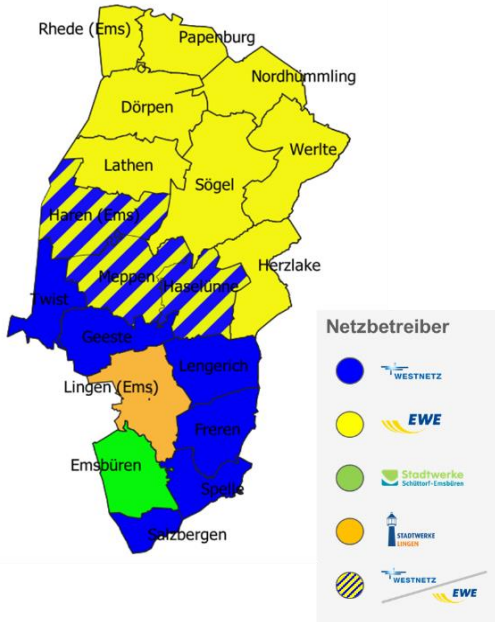 Rhede (Ems)
Papenburg
Nordhümmling
Dörpen
Werlte
Lathen
Sögel
Haren (Ems)
Herzlake
Meppen
Haselünne
Twist
Geeste
Lengerich
Lingen (Ems)
Freren
Emsbüren
Spelle
Salzbergen
Netzbetreiber
WESTNETZ
EWE
Stadtwerke
Schüttorf-Emsbüren
STADTWERKE
LINGEN
WESTNETZ
EWE